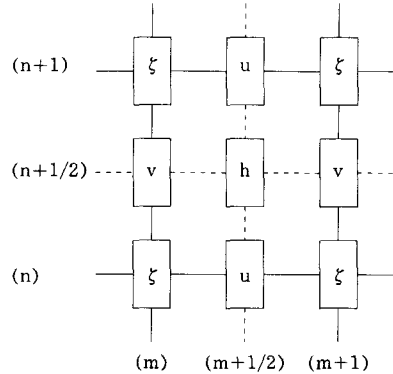 (n+1) ζ u ζ
(n+1/2) v h v
(n) ζ u ζ
(m) (m+1/2) (m+1)